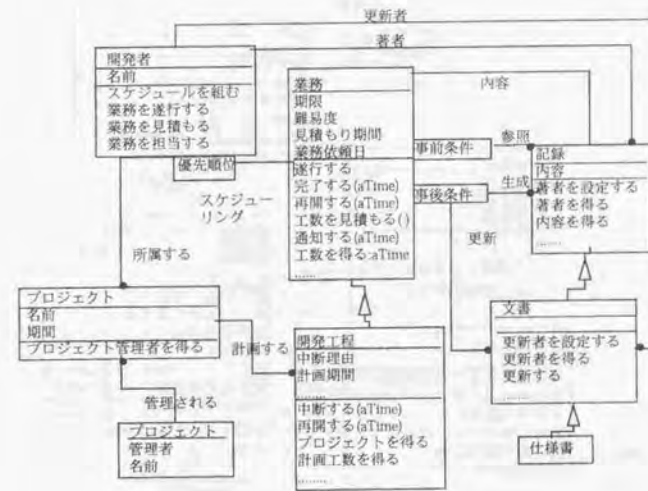 更新者
著者
開発者
名前
スケジュールを組む
業務を遂行する
業務を見積もる
業務を担当する
優先順位
スケジュー
リング
業務
期限
難易度
見積もり期間
業務依頼日
遂行する
完了する(aTime)
再開する(aTime)
工数を見積もる()
通知する(aTime)
工数を得る:aTime
......
内容
事前条件
参照
事後条件
生成
更新
記録
内容
著者を設定する
著者を得る
内容を得る
.......
所属する
プロジェクト
名前
期間
プロジェクト管理者を得る
計画する
管理される
プロジェクト
管理者
名前
開発工程
中断理由
計画期間
.......
中断する(aTime)
再開する(aTime)
プロジェクトを得る
計画工数を得る
.......
文書
更新者を設定する
更新者を得る
更新する
.......
仕様書